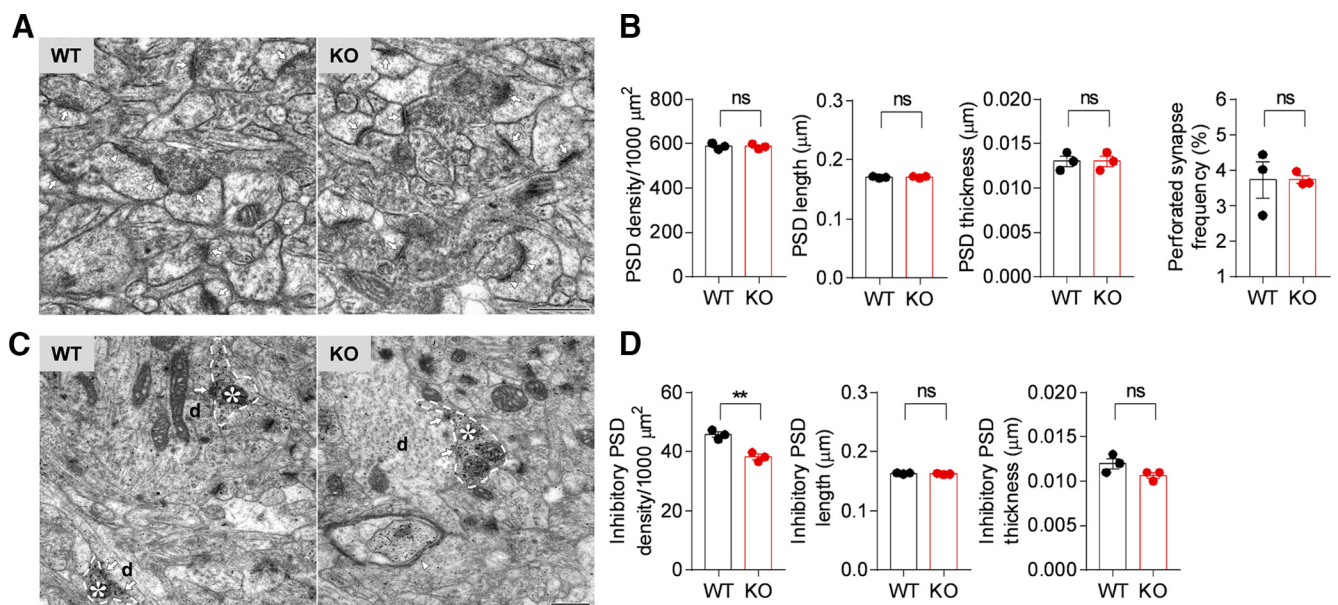 A
WT
KO
B
PSD density/1000 μm²
800
600
400
200
0
ns
WT KO
PSD length (μm)
0.3
0.2
0.1
0.0
ns
WT KO
PSD thickness (μm)
0.020
0.015
0.010
0.005
0.000
ns
WT KO
Perforated synapse
frequency (%)
6
5
4
3
2
1
ns
WT KO
C
WT
d
*
d
*
KO
d
*
D
Inhibitory PSD
density/1000 μm²
60
40
20
0
**
WT KO
Inhibitory PSD
length (μm)
0.3
0.2
0.1
0.0
ns
WT KO
Inhibitory PSD
thickness (μm)
0.020
0.015
0.010
0.005
0.000
ns
WT KO